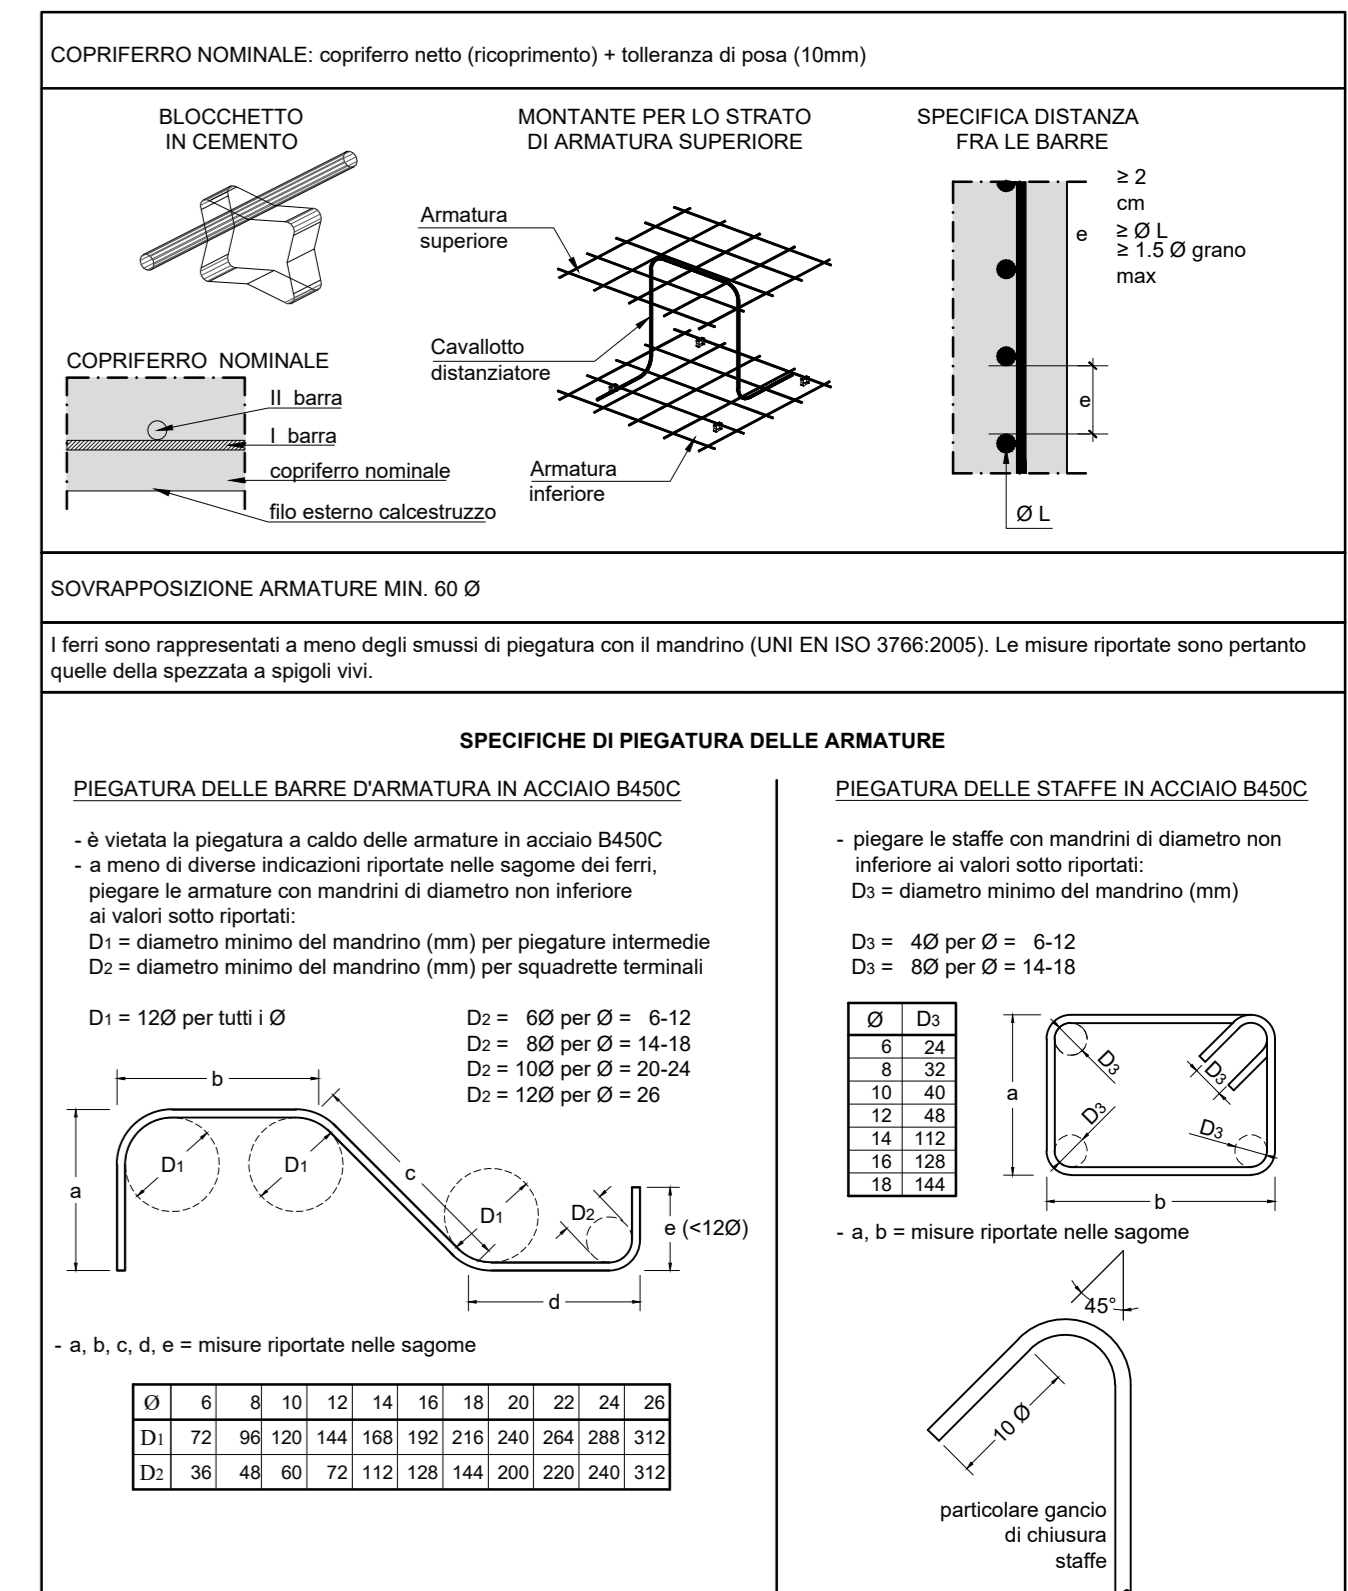 COPRIFERRO NOMINALE: copriferro netto (ricoprimento) + tolleranza di posa (10mm)
BLOCCHETTO
IN CEMENTO
MONTANTE PER LO STRATO
DI ARMATURA SUPERIORE
SPECIFICA DISTANZA
FRA LE BARRE
Armatura
superiore
Cavallotto
distanziatore
Armatura
inferiore
≥ 2
cm
≥ Ø L
≥ 1.5 Ø grano
max
e
e
Ø L
COPRIFERRO NOMINALE
II barra
I barra
copriferro nominale
filo esterno calcestruzzo
SOVRAPPOSIZIONE ARMATURE MIN. 60 Ø
I ferri sono rappresentati a meno degli smussi di piegatura con il mandrino (UNI EN ISO 3766:2005). Le misure riportate sono pertanto
quelle della spezzata a spigoli vivi.
SPECIFICHE DI PIEGATURA DELLE ARMATURE
PIEGATURA DELLE BARRE D'ARMATURA IN ACCIAIO B450C
- è vietata la piegatura a caldo delle armature in acciaio B450C
- a meno di diverse indicazioni riportate nelle sagome dei ferri,
piegare le armature con mandrini di diametro non inferiore
ai valori sotto riportati:
D1 = diametro minimo del mandrino (mm) per piegature intermedie
D2 = diametro minimo del mandrino (mm) per squadrette terminali
D1 = 12Ø per tutti i Ø
D2 = 6Ø per Ø = 6-12
D2 = 8Ø per Ø = 14-18
D2 = 10Ø per Ø = 20-24
D2 = 12Ø per Ø = 26
b
a
D1
D1
c
D1
D2
e (<12Ø)
d
- a, b, c, d, e = misure riportate nelle sagome
Ø 6 8 10 12 14 16 18 20 22 24 26
D1 72 96 120 144 168 192 216 240 264 288 312
D2 36 48 60 72 112 128 144 200 220 240 312
PIEGATURA DELLE STAFFE IN ACCIAIO B450C
- piegare le staffe con mandrini di diametro non
inferiore ai valori sotto riportati:
D3 = diametro minimo del mandrino (mm)
D3 = 4Ø per Ø = 6-12
D3 = 8Ø per Ø = 14-18
Ø D3
6 24
8 32
10 40
12 48
14 112
16 128
18 144
a
D3
D3
D3
D3
b
- a, b = misure riportate nelle sagome
45°
10 Ø
particolare gancio
di chiusura
staffe